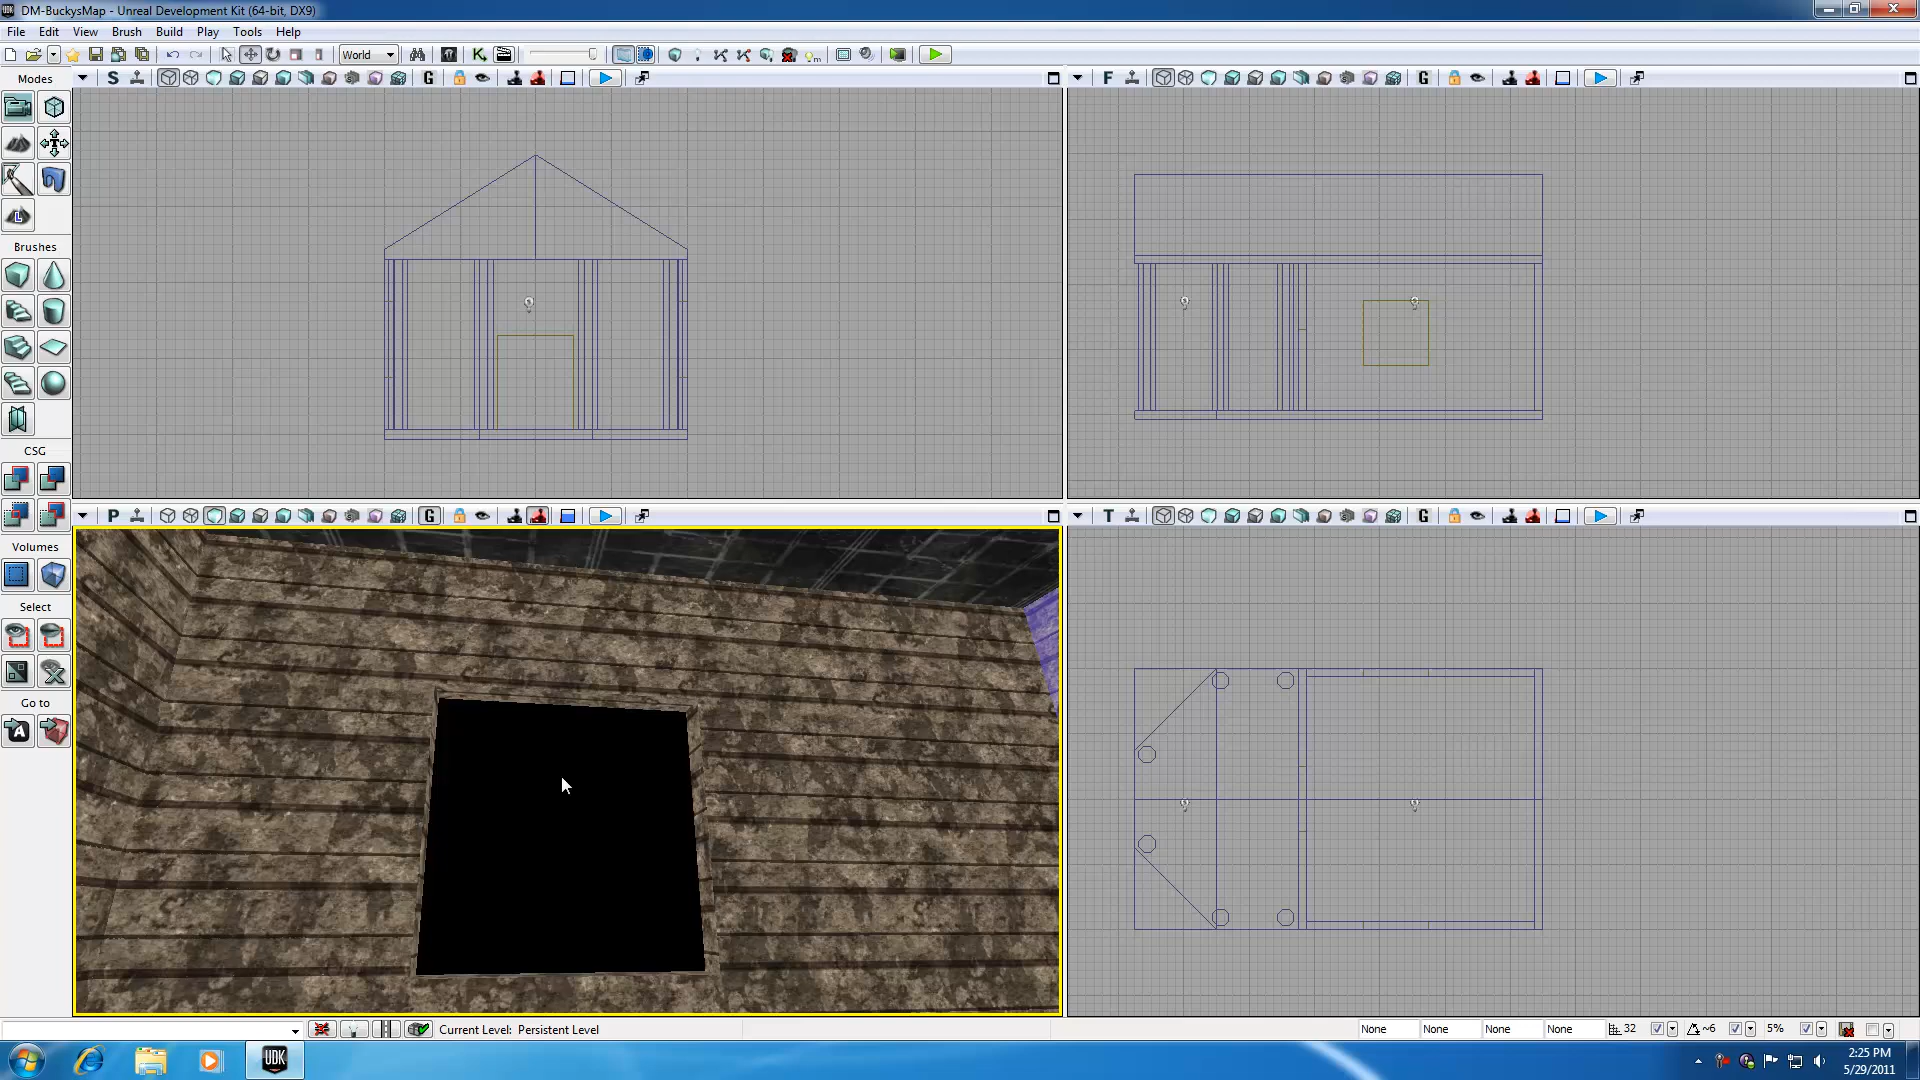 DM-BuckysMap - Unreal Development Kit (64-bit, DX9)
File Edit View Brush Build Play Tools Help
World
Modes
S G
F G
Brushes
CSG
P G
T G
Volumes
Select
Go to
Current Level: Persistent Level
None None None None 32 ~6 5%
UDK
2:25 PM
5/29/2011